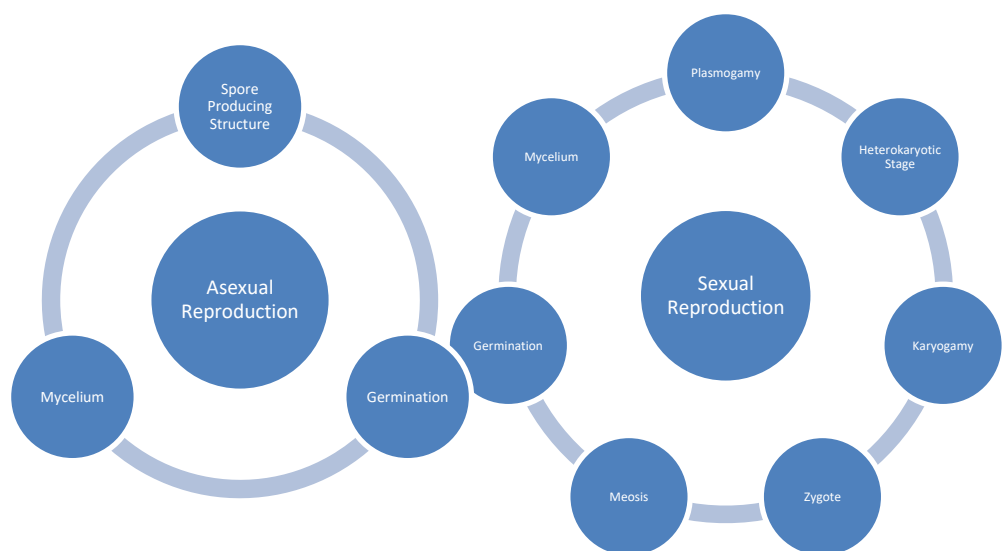 Spore
Producing
Structure
Asexual
Reproduction
Mycelium
Germination
Plasmogamy
Mycelium
Heterokaryotic
Stage
Sexual
Reproduction
Germination
Karyogamy
Meosis
Zygote